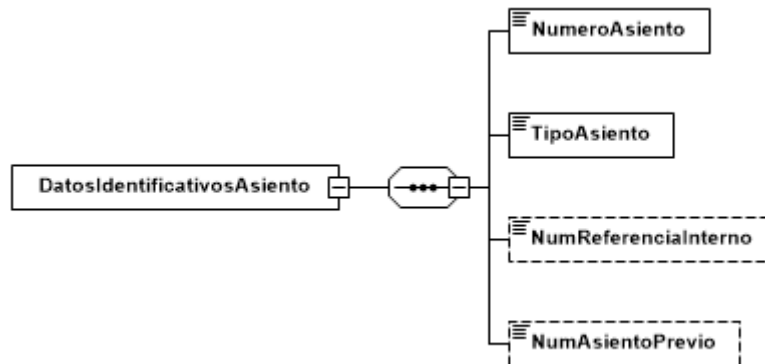 NumeroAsiento
TipoAsiento
DatosIdentificativosAsiento
NumReferenciaInterno
NumAsientoPrevio